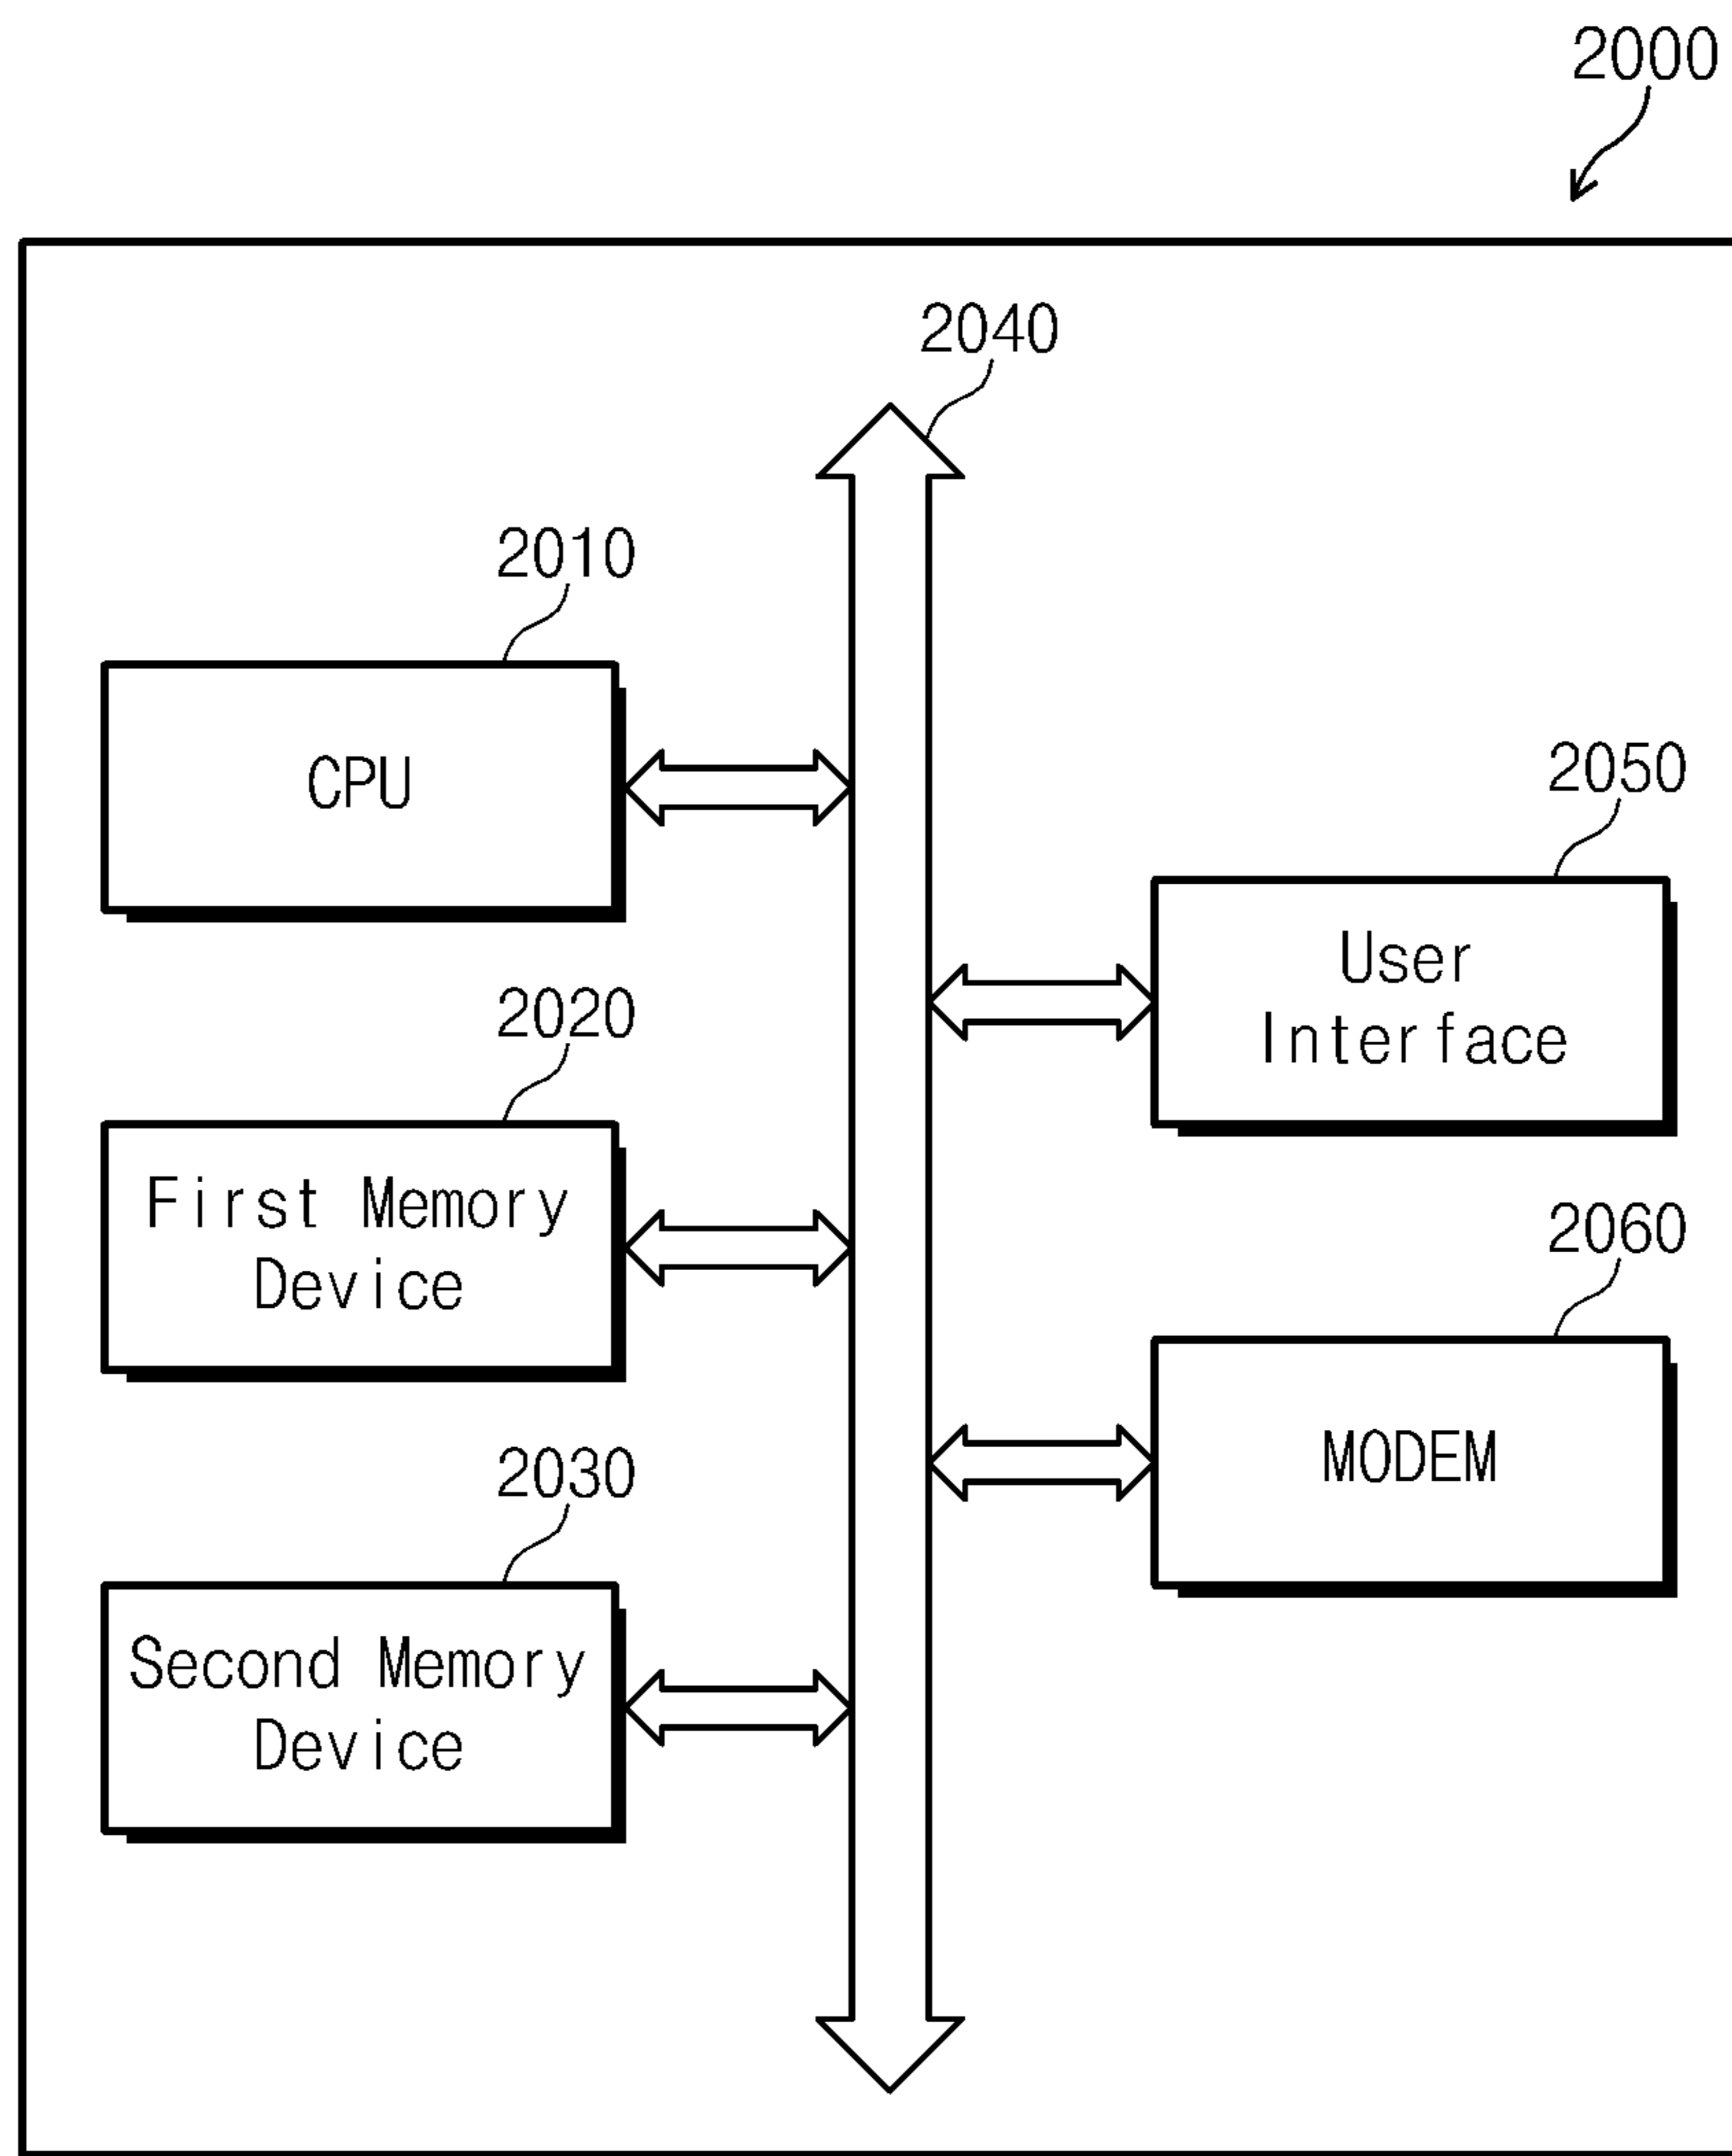 2000
2040
2010
CPU
2050
User
Interface
2020
First Memory
Device
2060
MODEM
2030
Second Memory
Device